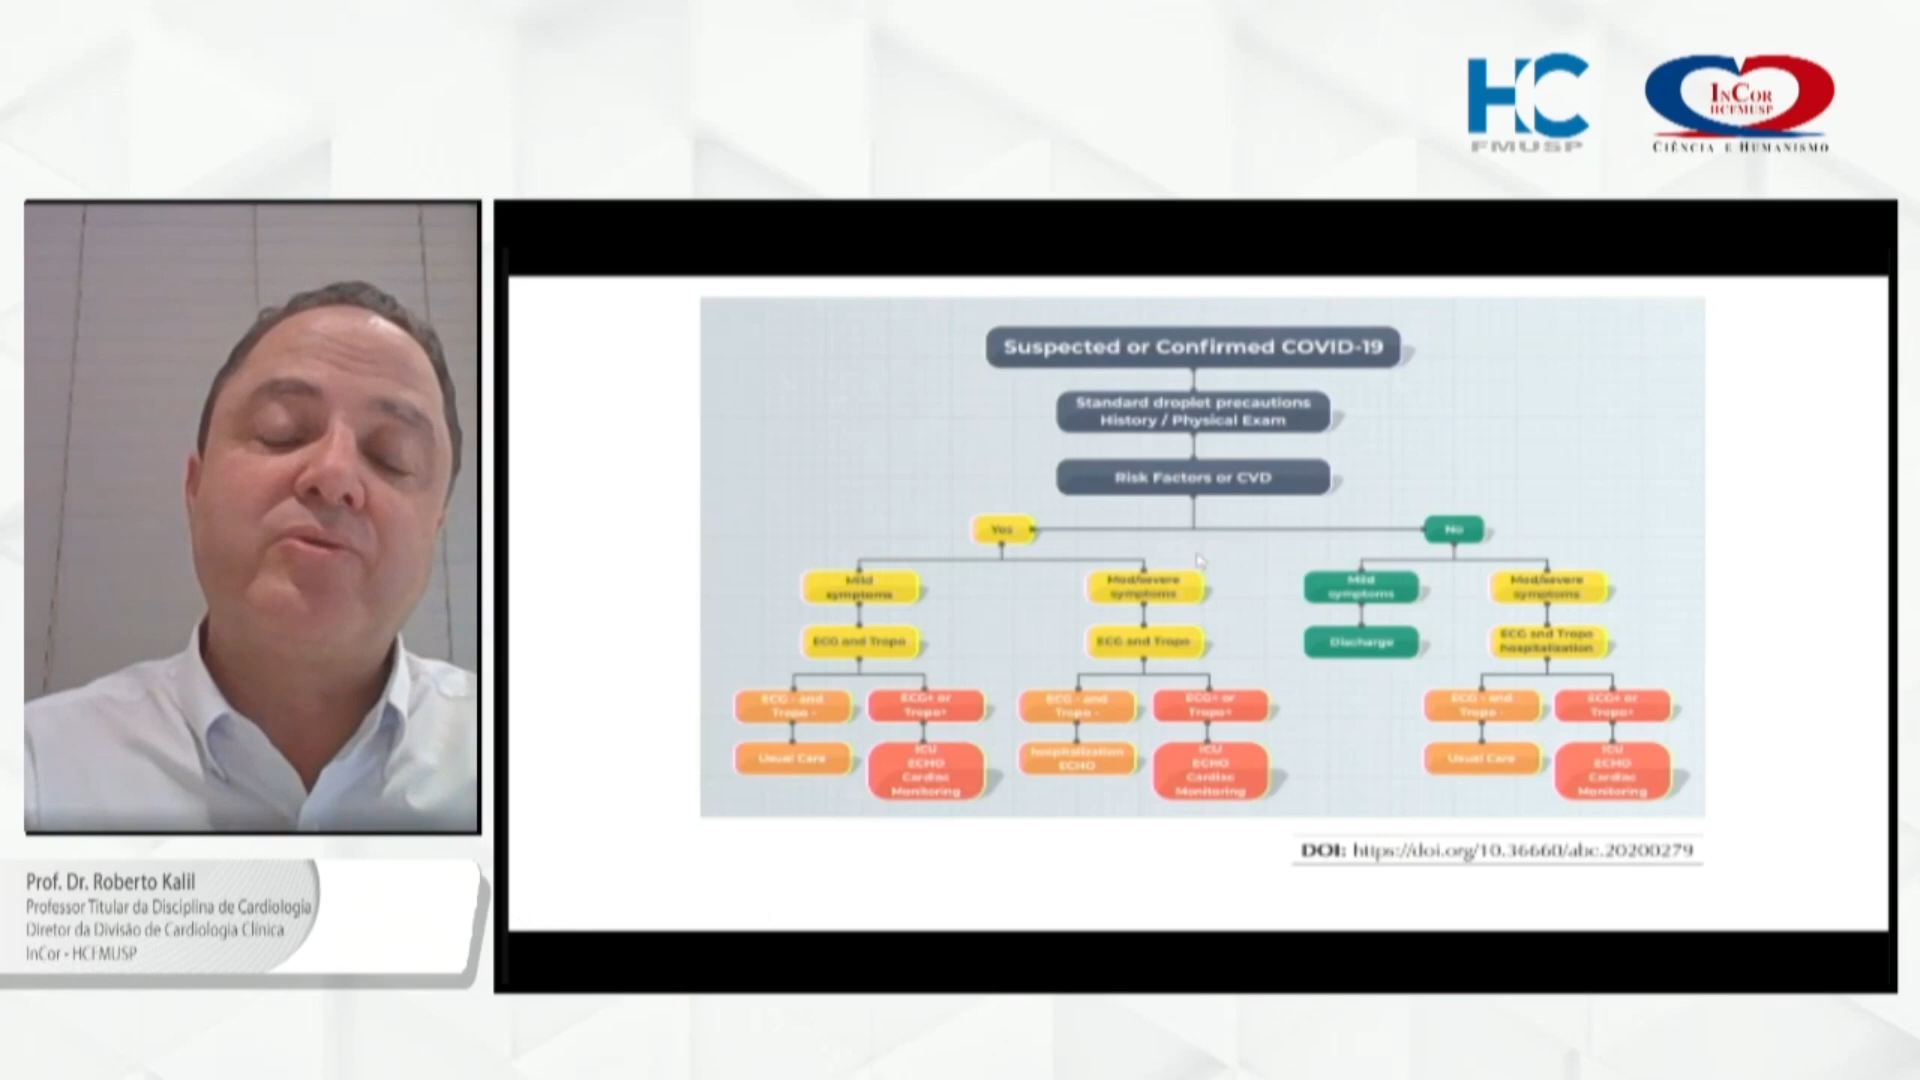 HC
FMUSP
INCOR
HCFMUSP
CIÊNCIA E HUMANISMO
Suspected or Confirmed COVID-19
Standard droplet precautions
History / Physical Exam
Risk Factors or CVD
Yes
No
Mild
symptoms
Mod/severe
symptoms
Mild
symptoms
Mod/severe
symptoms
ECG and Tropo
ECG and Tropo
Discharge
ECG and Tropo
hospitalization
ECG - and
Tropo -
ECG+ or
Tropo+
ECG - and
Tropo -
ECG+ or
Tropo+
ECG - and
Tropo -
ECG+ or
Tropo+
Usual Care
ICU
ECHO
Cardiac
Monitoring
hospitalization
ECHO
ICU
ECHO
Cardiac
Monitoring
Usual Care
ICU
ECHO
Cardiac
Monitoring
DOI: https://doi.org/10.36660/abc.20200279
Prof. Dr. Roberto Kalil
Professor Titular da Disciplina de Cardiologia
Diretor da Divisão de Cardiologia Clínica
InCor - HCFMUSP